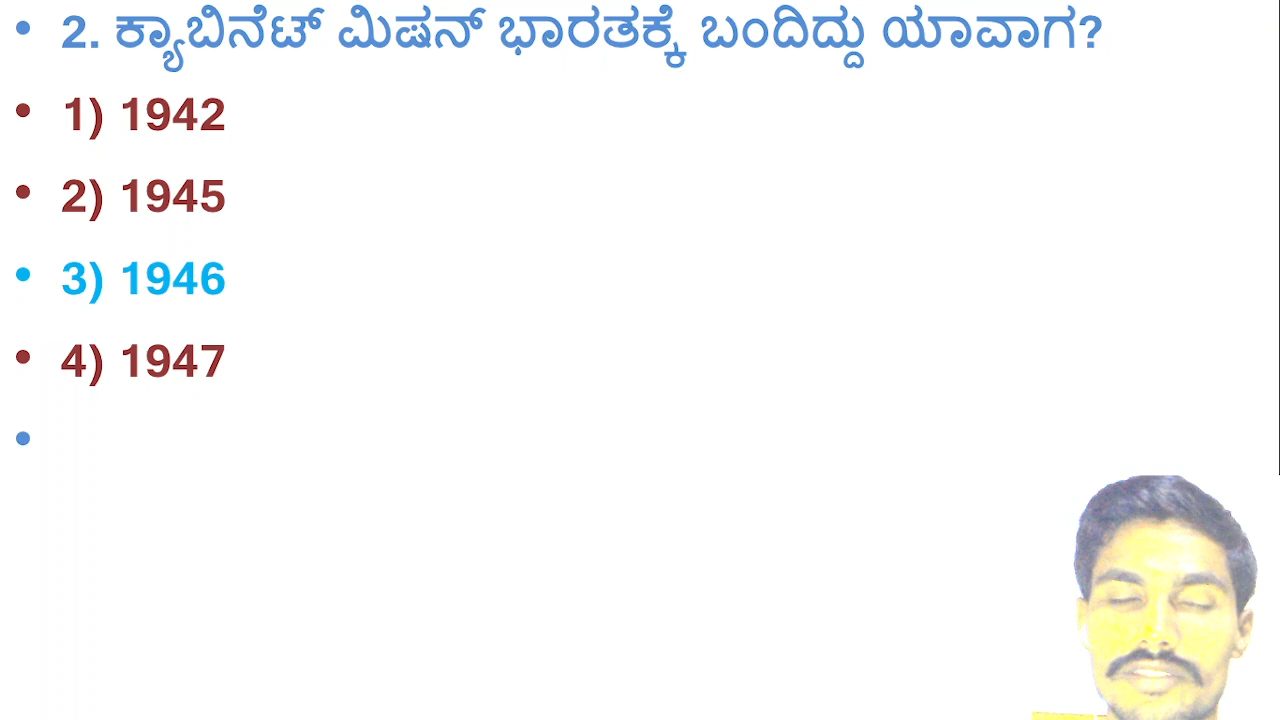 • 2. ಕ್ಯಾಬಿನೆಟ್ ಮಿಷನ್ ಭಾರತಕ್ಕೆ ಬಂದಿದ್ದು ಯಾವಾಗ?
• 1) 1942
• 2) 1945
• 3) 1946
• 4) 1947
•